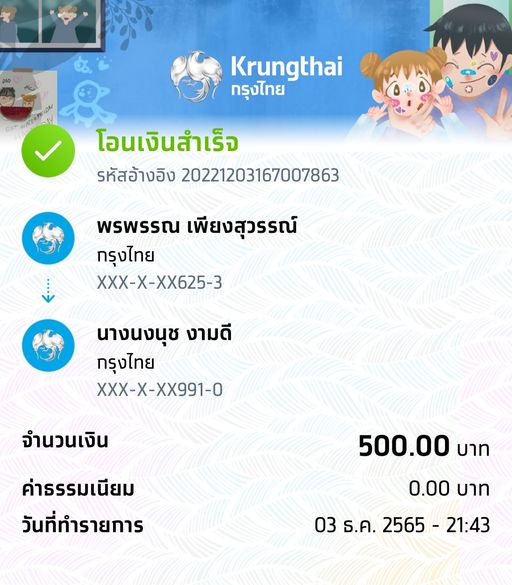 Krungthai
กรุงไทย
โอนเงินสำเร็จ
รหัสอ้างอิง 20221203167007863
พรพรรณ เพียงสุวรรณ์
กรุงไทย
XXX-X-XX625-3
นางนงนุช งามดี
กรุงไทย
XXX-X-XX991-0
จำนวนเงิน 500.00 บาท
ค่าธรรมเนียม 0.00 บาท
วันที่ทำรายการ 03 ธ.ค. 2565 - 21:43